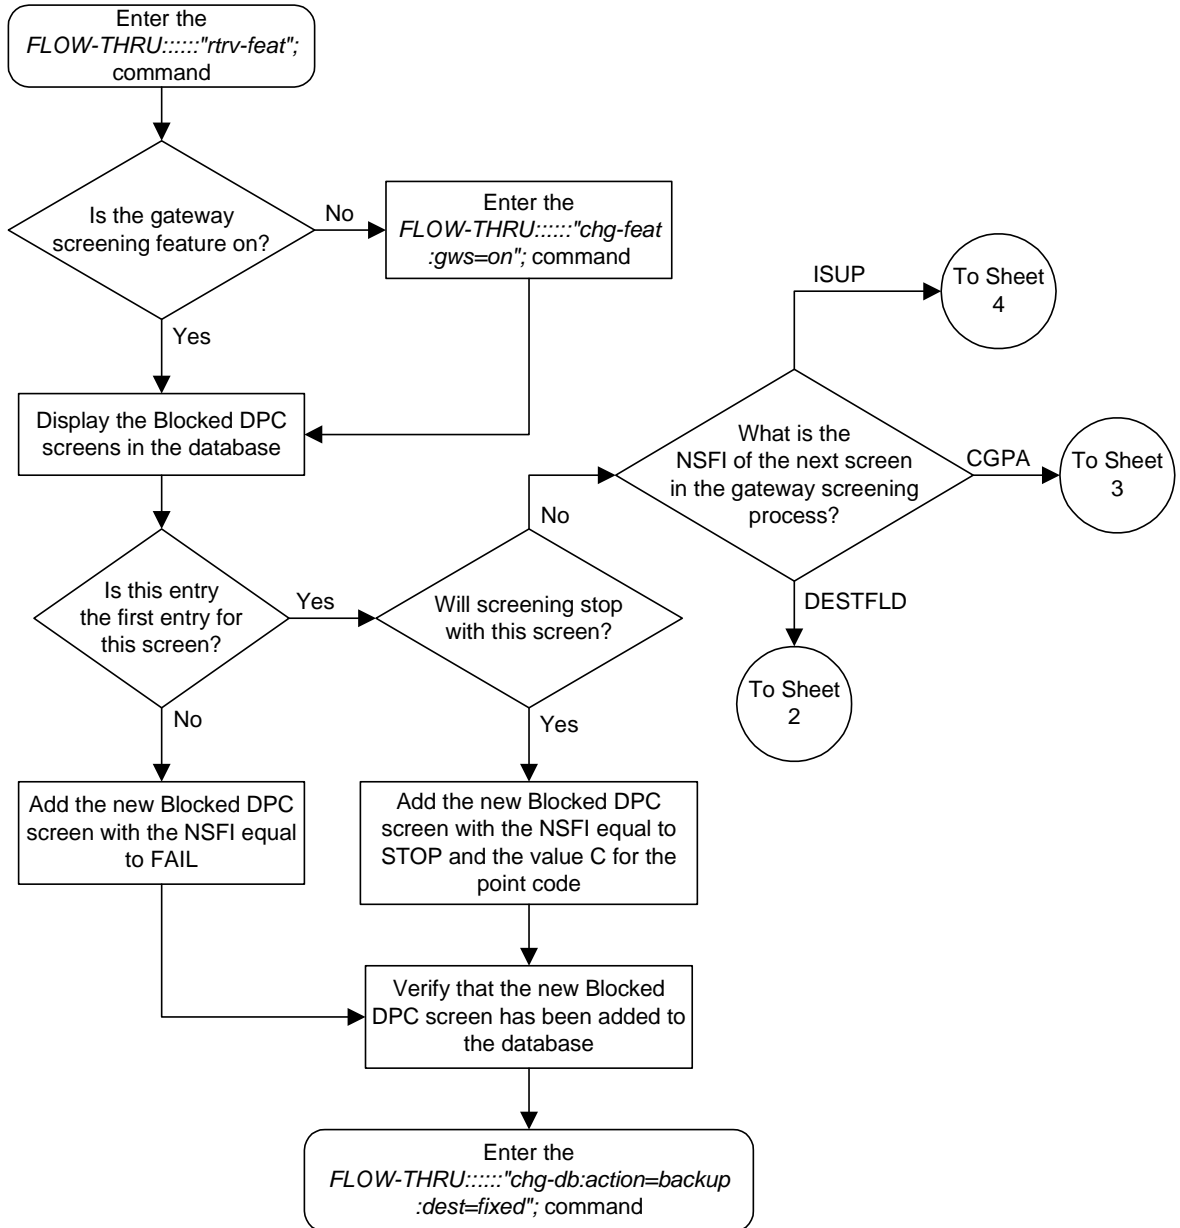 Enter the
FLOW-THRU::::::"rtrv-feat";
command
Is the gateway
screening feature on?
No
Enter the
FLOW-THRU::::::"chg-feat
:gws=on"; command
Yes
ISUP
To Sheet
4
Display the Blocked DPC
screens in the database
What is the
NSFI of the next screen
in the gateway screening
process?
CGPA
To Sheet
3
No
Is this entry
the first entry for
this screen?
Yes
Will screening stop
with this screen?
DESTFLD
To Sheet
2
No
Yes
Add the new Blocked DPC
screen with the NSFI equal
to FAIL
Add the new Blocked DPC
screen with the NSFI equal to
STOP and the value C for the
point code
Verify that the new Blocked
DPC screen has been added to
the database
Enter the
FLOW-THRU::::::"chg-db:action=backup
:dest=fixed"; command